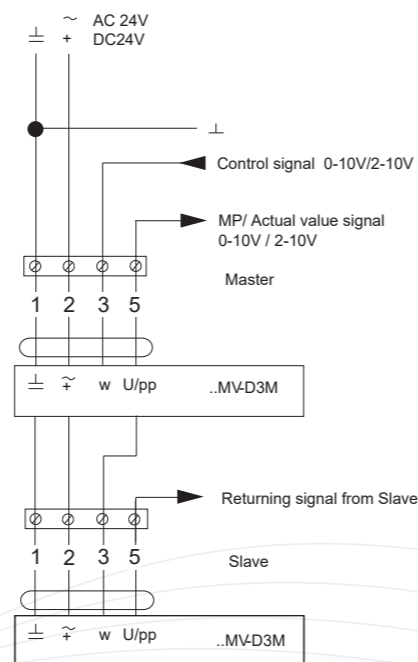 ⏊ ~ AC 24V
+ DC24V
⊥
Control signal 0-10V/2-10V
MP/ Actual value signal
0-10V / 2-10V
Master
1 2 3 5
⏊ ~
+ w U/pp ..MV-D3M
Returning signal from Slave
1 2 3 5
Slave
⏊ ~
+ w U/pp ..MV-D3M